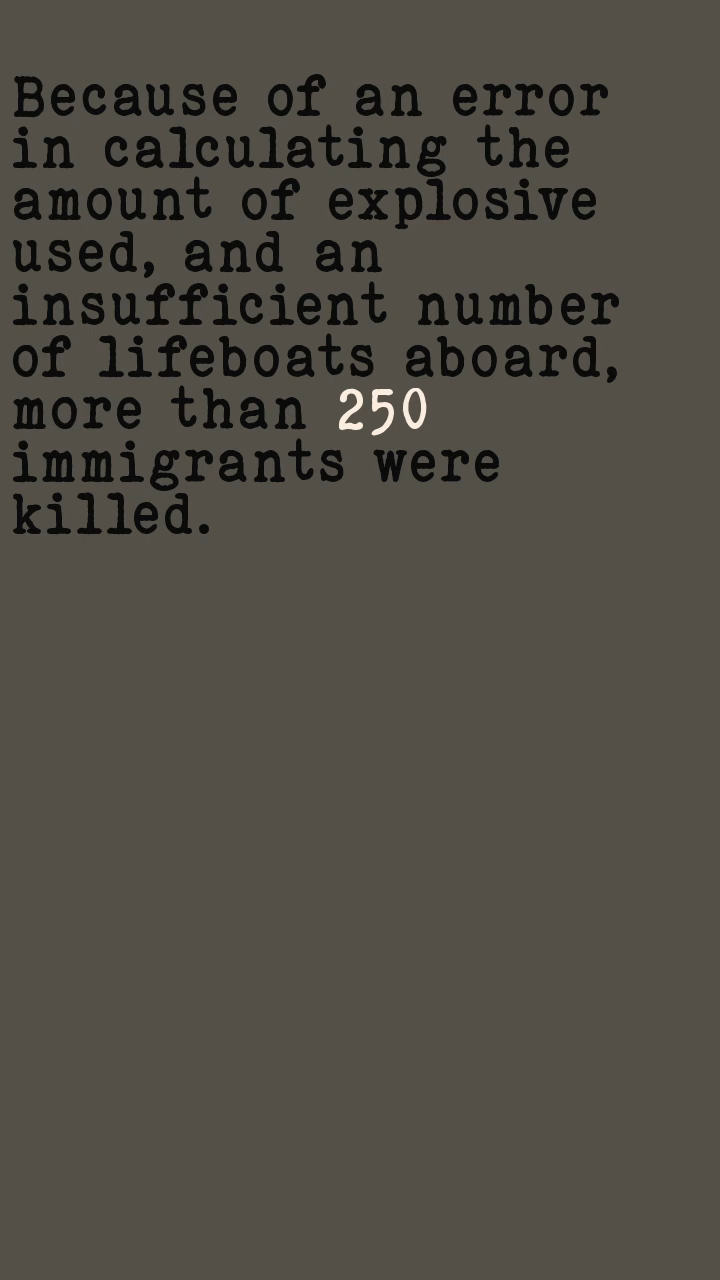 Because of an error
in calculating the
amount of explosive
used, and an
insufficient number
of lifeboats aboard,
more than 250
immigrants were
killed.